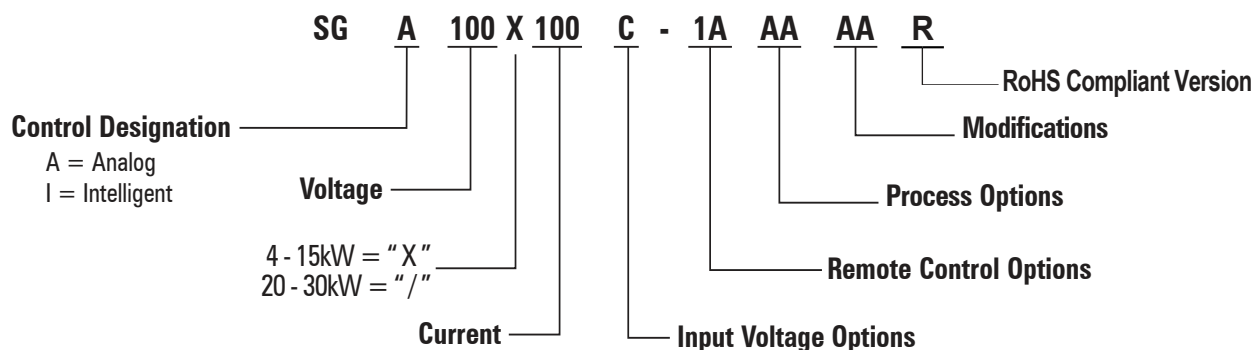 SG A 100 X 100 C - 1A AA AA R
RoHS Compliant Version
Control Designation
Modifications
A = Analog
I = Intelligent
Voltage
Process Options
4 - 15kW = “X”
20 - 30kW = “/”
Remote Control Options
Current
Input Voltage Options